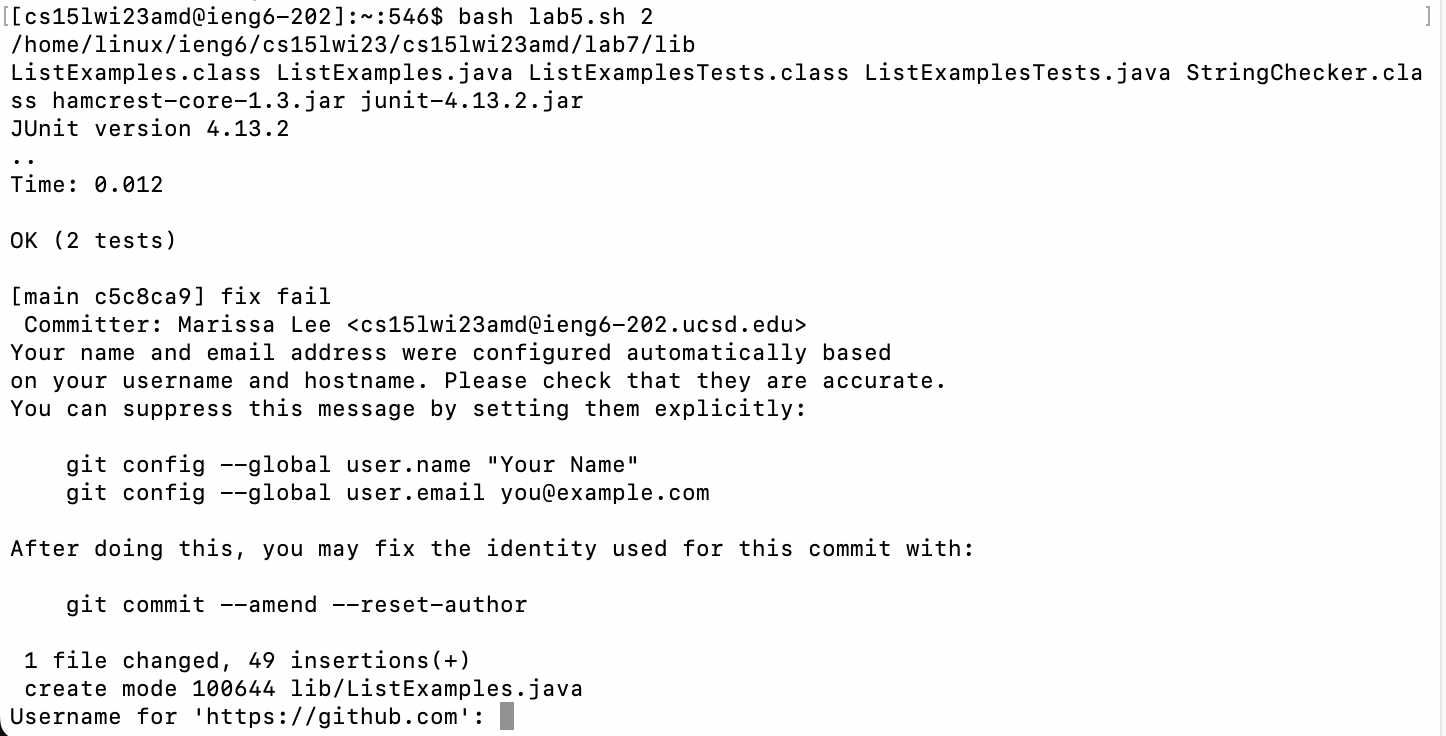 [[cs15lwi23amd@ieng6-202]:~:546$ bash lab5.sh 2 ]
/home/linux/ieng6/cs15lwi23/cs15lwi23amd/lab7/lib
ListExamples.class ListExamples.java ListExamplesTests.class ListExamplesTests.java StringChecker.cla
ss hamcrest-core-1.3.jar junit-4.13.2.jar
JUnit version 4.13.2
..
Time: 0.012
OK (2 tests)
[main c5c8ca9] fix fail
 Committer: Marissa Lee <cs15lwi23amd@ieng6-202.ucsd.edu>
Your name and email address were configured automatically based
on your username and hostname. Please check that they are accurate.
You can suppress this message by setting them explicitly:
    git config --global user.name "Your Name"
    git config --global user.email you@example.com
After doing this, you may fix the identity used for this commit with:
    git commit --amend --reset-author
 1 file changed, 49 insertions(+)
 create mode 100644 lib/ListExamples.java
Username for 'https://github.com':